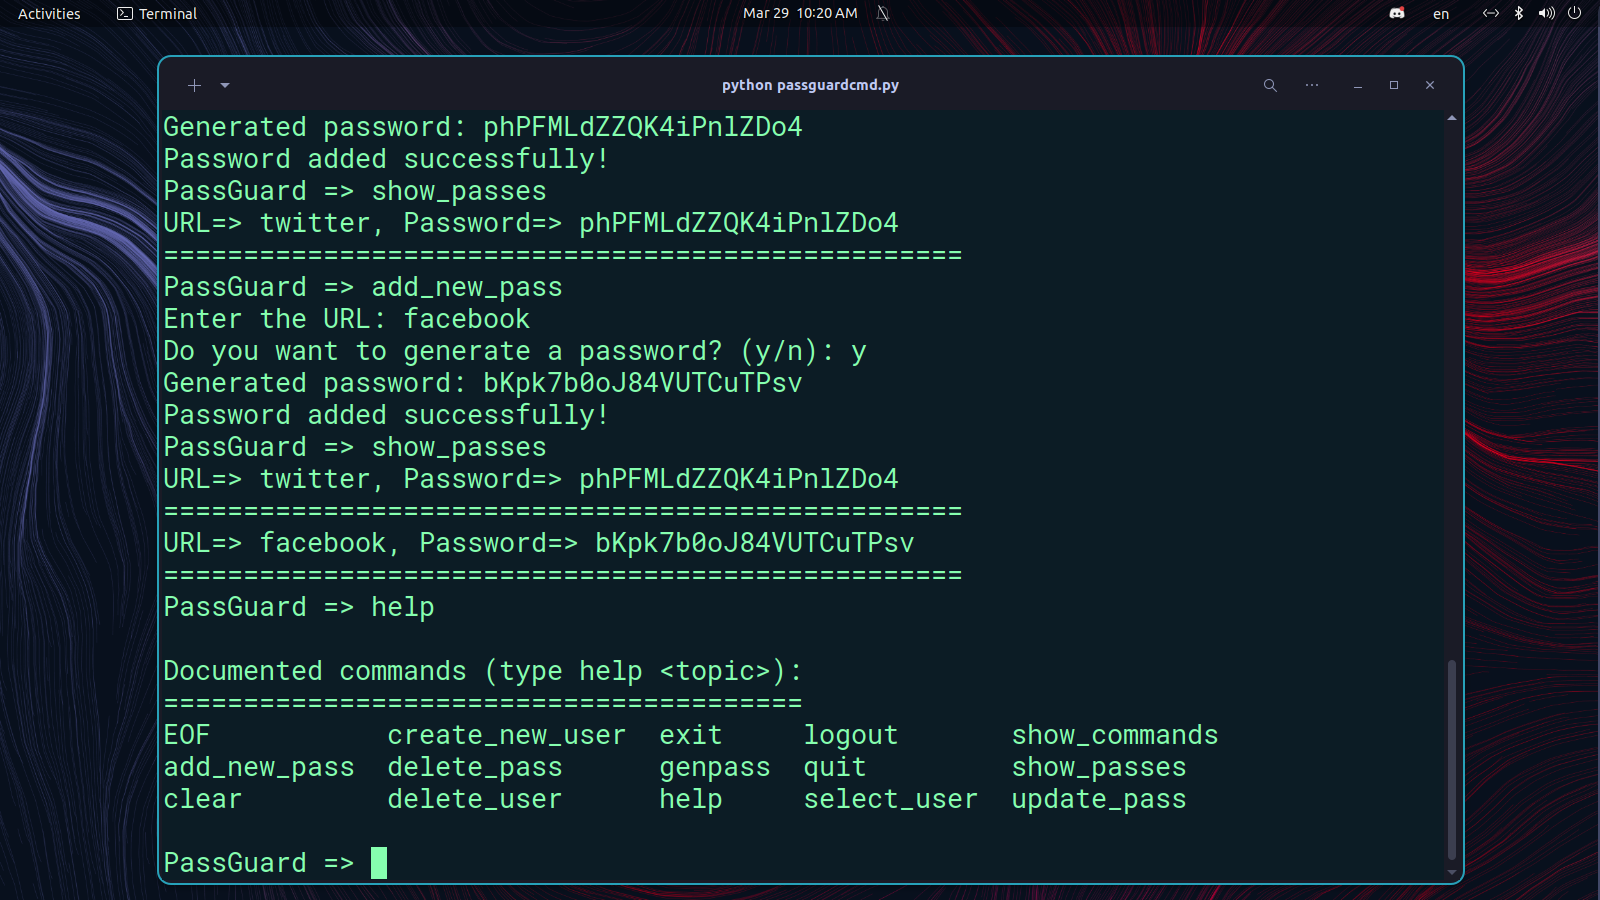 Activities Terminal Mar 29 10:20 AM en
python passguardcmd.py
Generated password: phPFMLdZZQK4iPnlZDo4
Password added successfully!
PassGuard => show_passes
URL=> twitter, Password=> phPFMLdZZQK4iPnlZDo4
==================================================
PassGuard => add_new_pass
Enter the URL: facebook
Do you want to generate a password? (y/n): y
Generated password: bKpk7b0oJ84VUTCuTPsv
Password added successfully!
PassGuard => show_passes
URL=> twitter, Password=> phPFMLdZZQK4iPnlZDo4
==================================================
URL=> facebook, Password=> bKpk7b0oJ84VUTCuTPsv
==================================================
PassGuard => help
Documented commands (type help <topic>):
========================================
EOF create_new_user exit logout show_commands
add_new_pass delete_pass genpass quit show_passes
clear delete_user help select_user update_pass
PassGuard =>